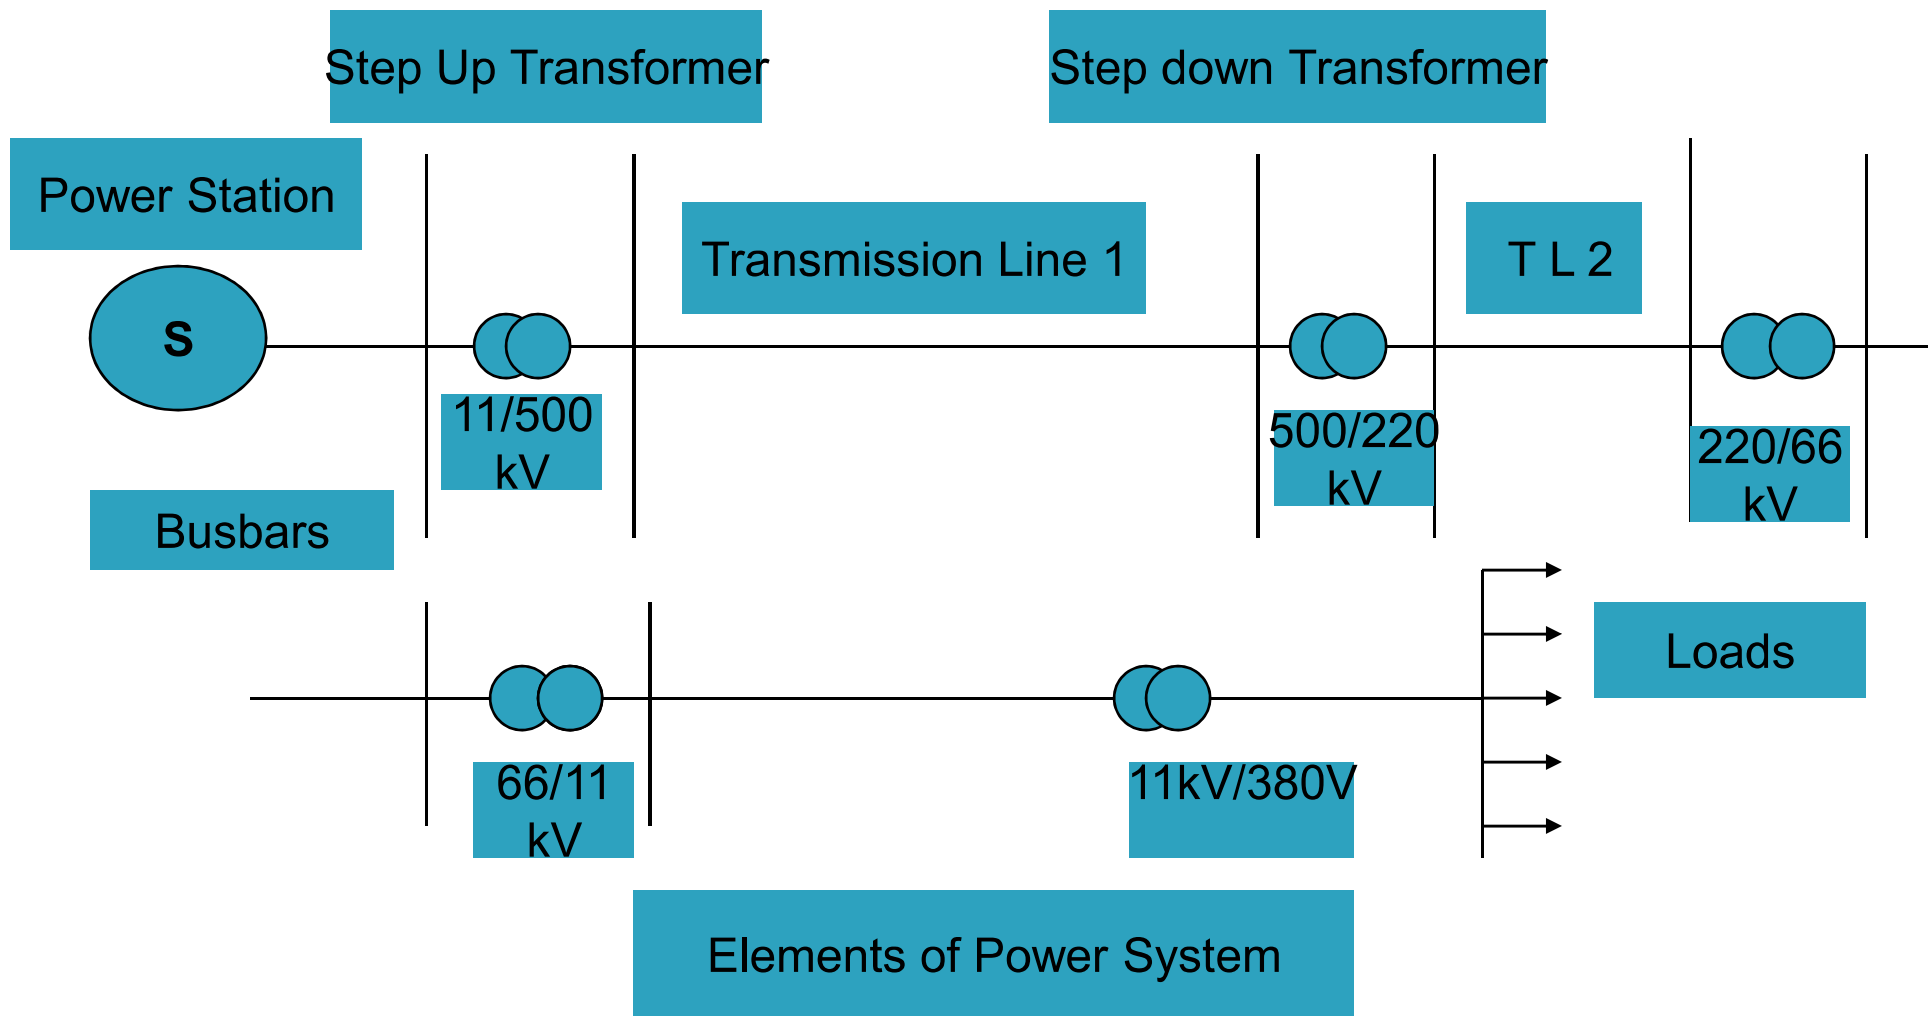 Step Up Transformer
Step down Transformer
Power Station
Transmission Line 1
T L 2
S
11/500
kV
500/220
kV
220/66
kV
Busbars
Loads
66/11
kV
11kV/380V
Elements of Power System